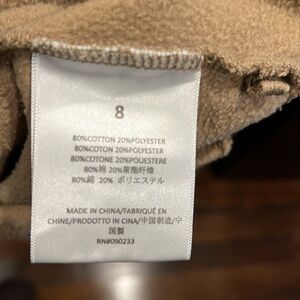 8
80%COTTON 20%POLYESTER
80%COTTON 20%POLYESTER
80%COTONE 20%POLIESTERE
80%棉 20%聚酯纤维
80%綿 20% ポリエステル
MADE IN CHINA/FABRIQUÉ EN
CHINE/PRODOTTO IN CINA/中国制造/中
国製
RN#090233